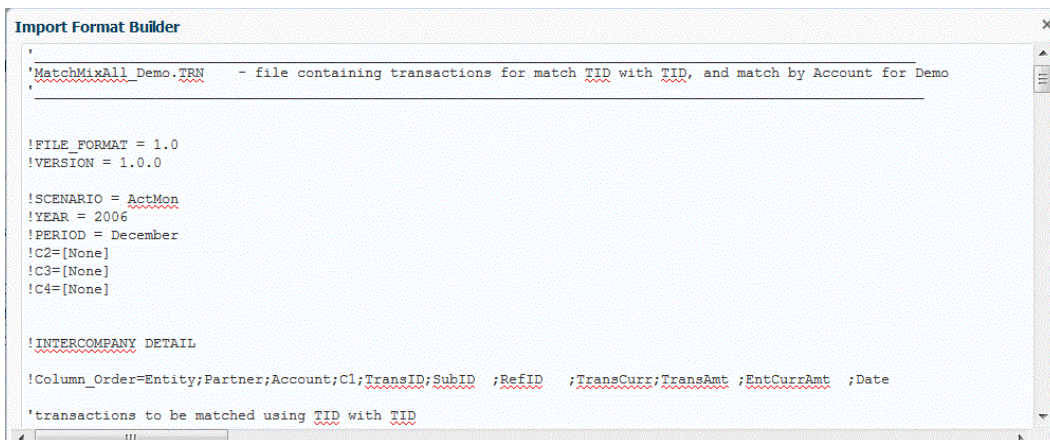 Import Format Builder
'
'MatchMixAll_Demo.TRN - file containing transactions for match TID with TID, and match by Account for Demo
'
!FILE_FORMAT = 1.0
!VERSION = 1.0.0
!SCENARIO = ActMon
!YEAR = 2006
!PERIOD = December
!C2=[None]
!C3=[None]
!C4=[None]
!INTERCOMPANY DETAIL
!Column_Order=Entity;Partner;Account;C1;TransID;SubID ;RefID ;TransCurr;TransAmt ;EntCurrAmt ;Date
'transactions to be matched using TID with TID